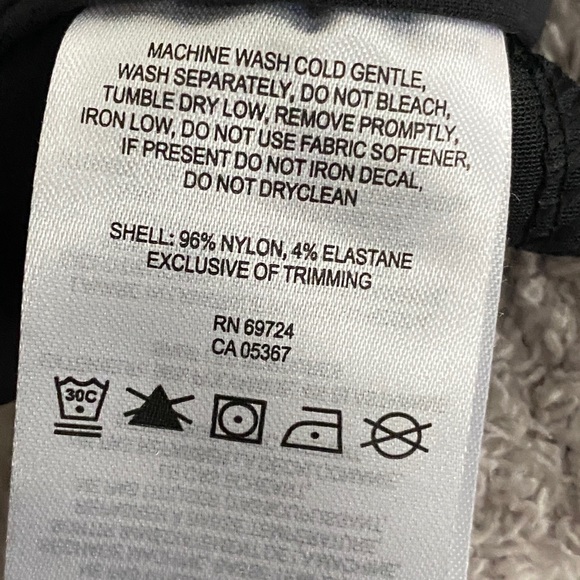 MACHINE WASH COLD GENTLE,
WASH SEPARATELY, DO NOT BLEACH,
TUMBLE DRY LOW, REMOVE PROMPTLY,
IRON LOW, DO NOT USE FABRIC SOFTENER,
IF PRESENT DO NOT IRON DECAL,
DO NOT DRYCLEAN
SHELL: 96% NYLON, 4% ELASTANE
EXCLUSIVE OF TRIMMING
RN 69724
CA 05367
30C